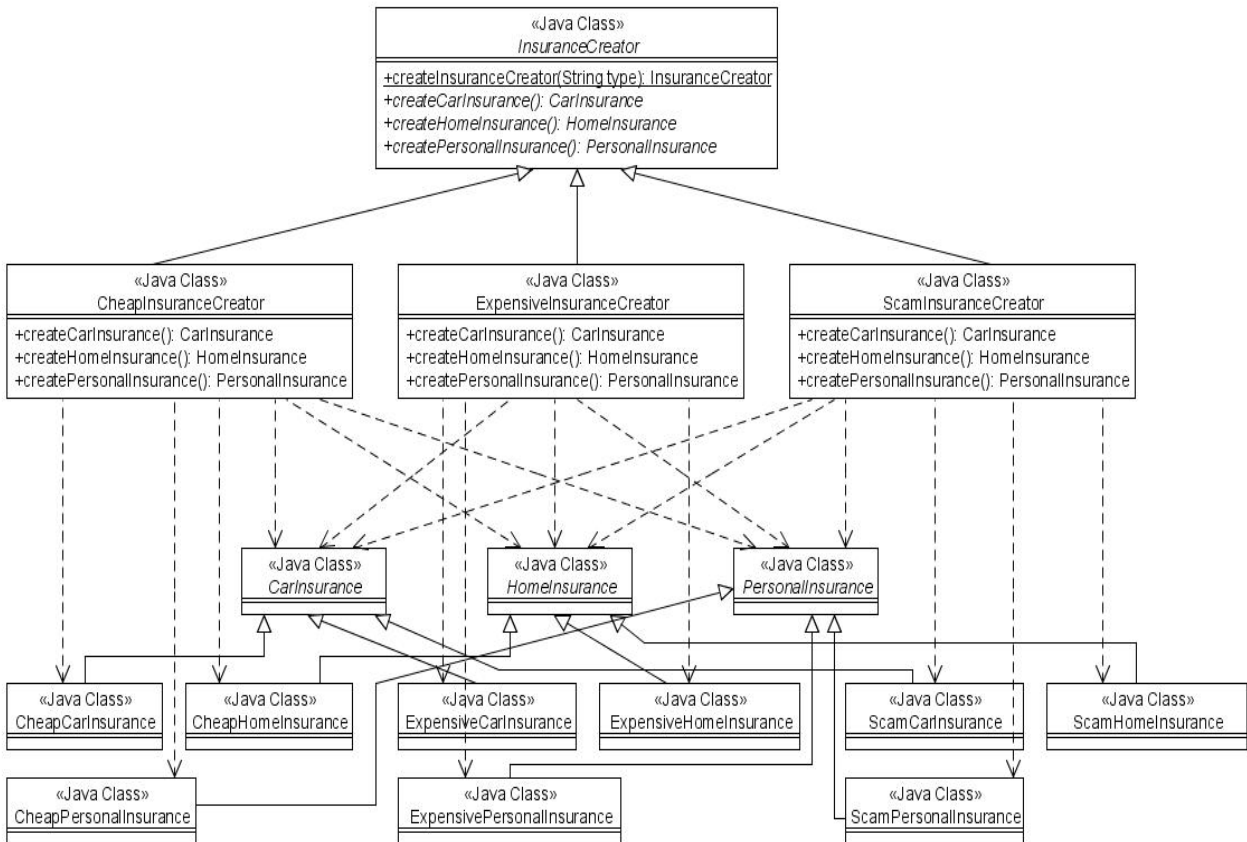 «Java Class»
InsuranceCreator
+createInsuranceCreator(String type): InsuranceCreator
+createCarInsurance(): CarInsurance
+createHomeInsurance(): HomeInsurance
+createPersonalInsurance(): PersonalInsurance
«Java Class»
CheapInsuranceCreator
+createCarInsurance(): CarInsurance
+createHomeInsurance(): HomeInsurance
+createPersonalInsurance(): PersonalInsurance
«Java Class»
ExpensiveInsuranceCreator
+createCarInsurance(): CarInsurance
+createHomeInsurance(): HomeInsurance
+createPersonalInsurance(): PersonalInsurance
«Java Class»
ScamInsuranceCreator
+createCarInsurance(): CarInsurance
+createHomeInsurance(): HomeInsurance
+createPersonalInsurance(): PersonalInsurance
«Java Class»
CarInsurance
«Java Class»
HomeInsurance
«Java Class»
PersonalInsurance
«Java Class»
CheapCarInsurance
«Java Class»
CheapHomeInsurance
«Java Class»
ExpensiveCarInsurance
«Java Class»
ExpensiveHomeInsurance
«Java Class»
ScamCarInsurance
«Java Class»
ScamHomeInsurance
«Java Class»
CheapPersonalInsurance
«Java Class»
ExpensivePersonalInsurance
«Java Class»
ScamPersonalInsurance